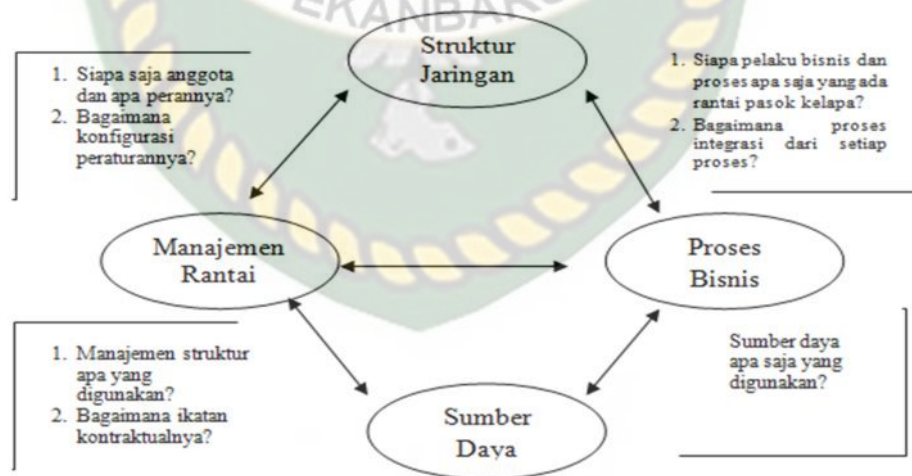 EKANBARU
Struktur
Jaringan
1. Siapa saja anggota
dan apa perannya?
2. Bagaimana
konfigurasi
peraturannya?
1. Siapa pelaku bisnis dan
proses apa saja yang ada
rantai pasok kelapa?
2. Bagaimana proses
integrasi dari setiap
proses?
Manajemen
Rantai
Proses
Bisnis
1. Manajemen struktur
apa yang
digunakan?
2. Bagaimana ikatan
kontraktualnya?
Sumber daya
apa saja yang
digunakan?
Sumber
Daya